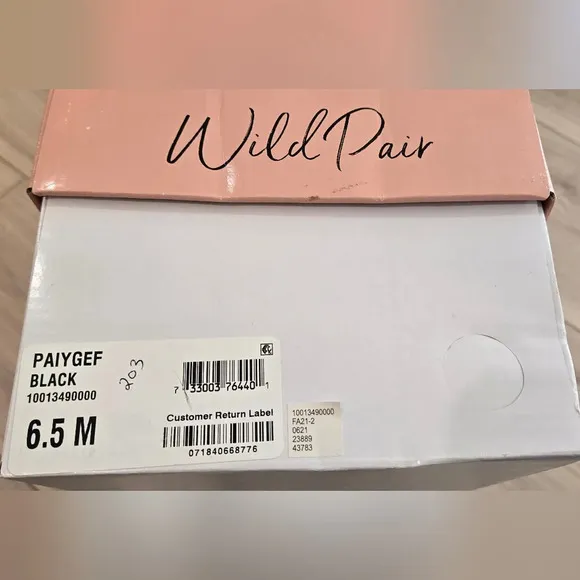 Wild Pair
PAIYGEF
BLACK
10013490000
6.5 M
203
7 33003 76440 1
Customer Return Label
071840668776
10013490000
FA21-2
0621
23889
43783